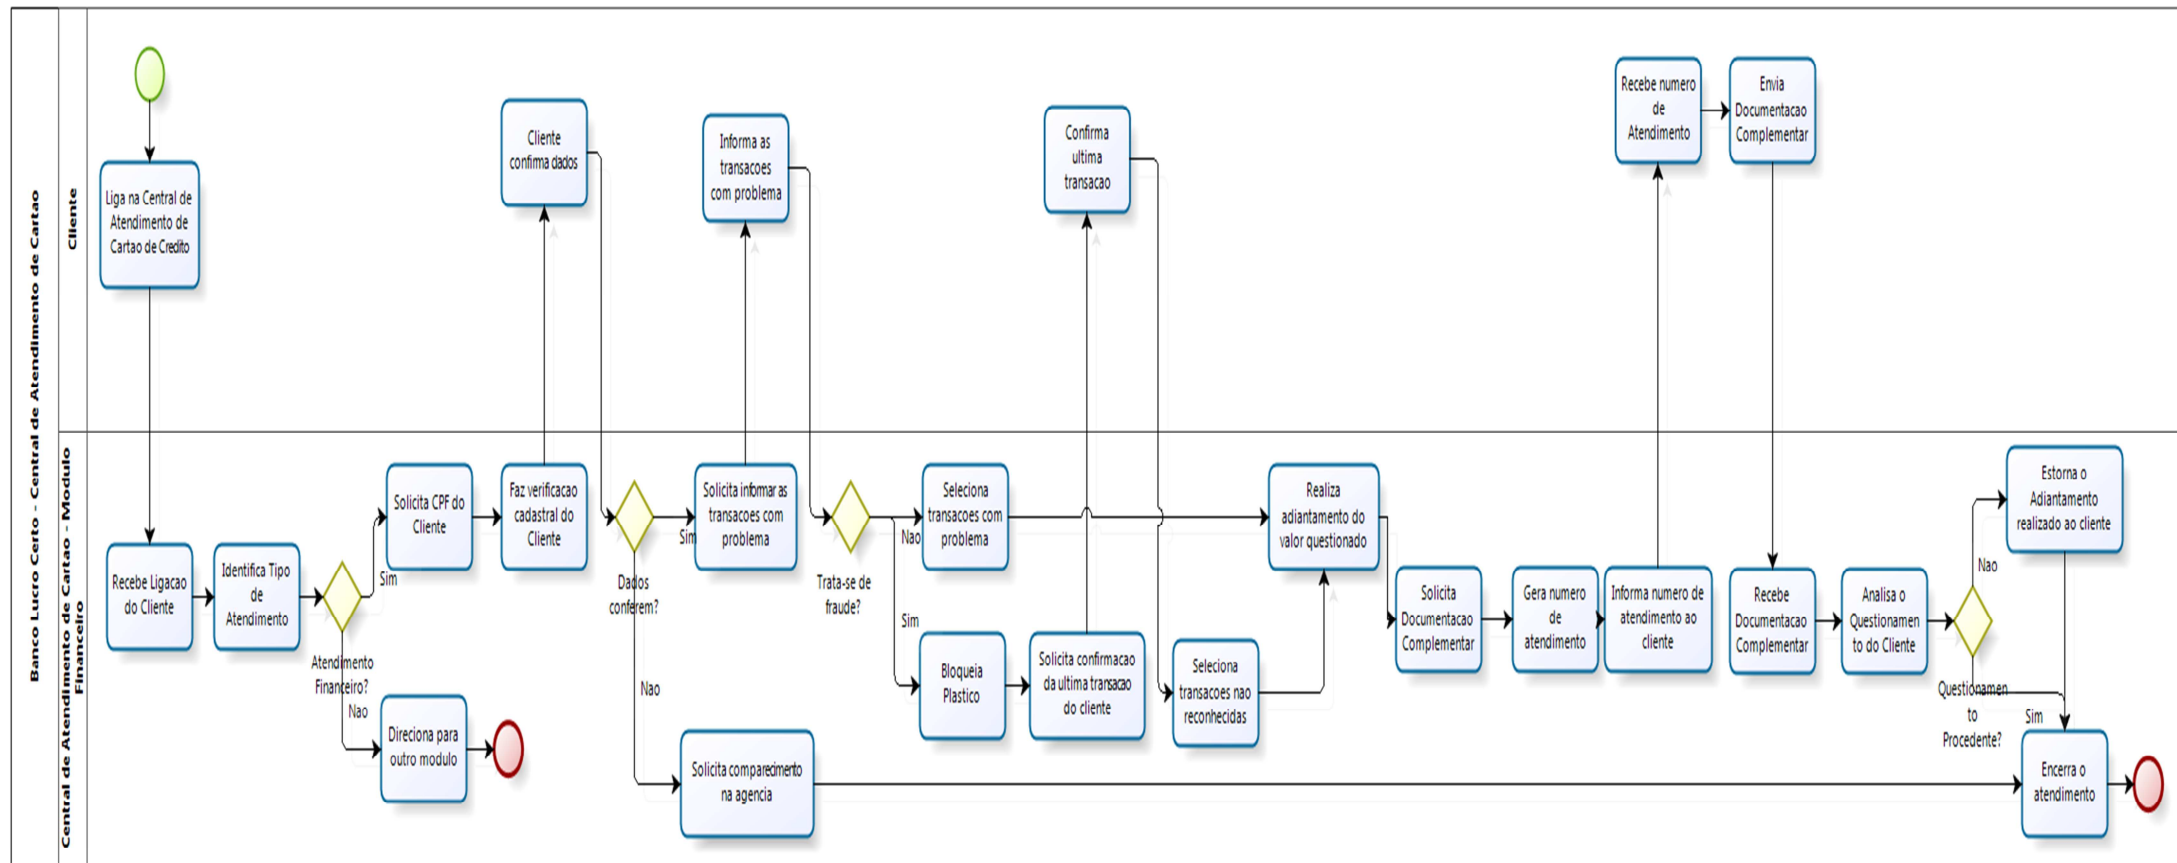 Banco Lucro Certo - Central de Atendimento de Cartao
Cliente
Liga na Central de
Atendimento de
Cartao de Credito
Cliente
confirma dados
Informa as
transacoes
com problema
Confirma
ultima
transacao
Recebe numero
de
Atendimento
Envia
Documentacao
Complementar
Central de Atendimento de Cartao - Modulo
Financeiro
Recebe Ligacao
do Cliente
Identifica Tipo
de
Atendimento
Atendimento
Financeiro?
Sim
Nao
Solicita CPF do
Cliente
Direciona para
outro modulo
Faz verificacao
cadastral do
Cliente
Dados
conferem?
Sim
Nao
Solicita informar as
transacoes com
problema
Solicita comparecimento
na agencia
Trata-se de
fraude?
Nao
Sim
Seleciona
transacoes com
problema
Bloqueia
Plastico
Solicita confirmacao
da ultima transacao
do cliente
Seleciona
transacoes nao
reconhecidas
Realiza
adiantamento do
valor questionado
Solicita
Documentacao
Complementar
Gera numero
de
atendimento
Informa numero de
atendimento ao
cliente
Recebe
Documentacao
Complementar
Analisa o
Questionamen
to do Cliente
Questionamen
to
Procedente?
Nao
Sim
Estorna o
Adiantamento
realizado ao cliente
Encerra o
atendimento